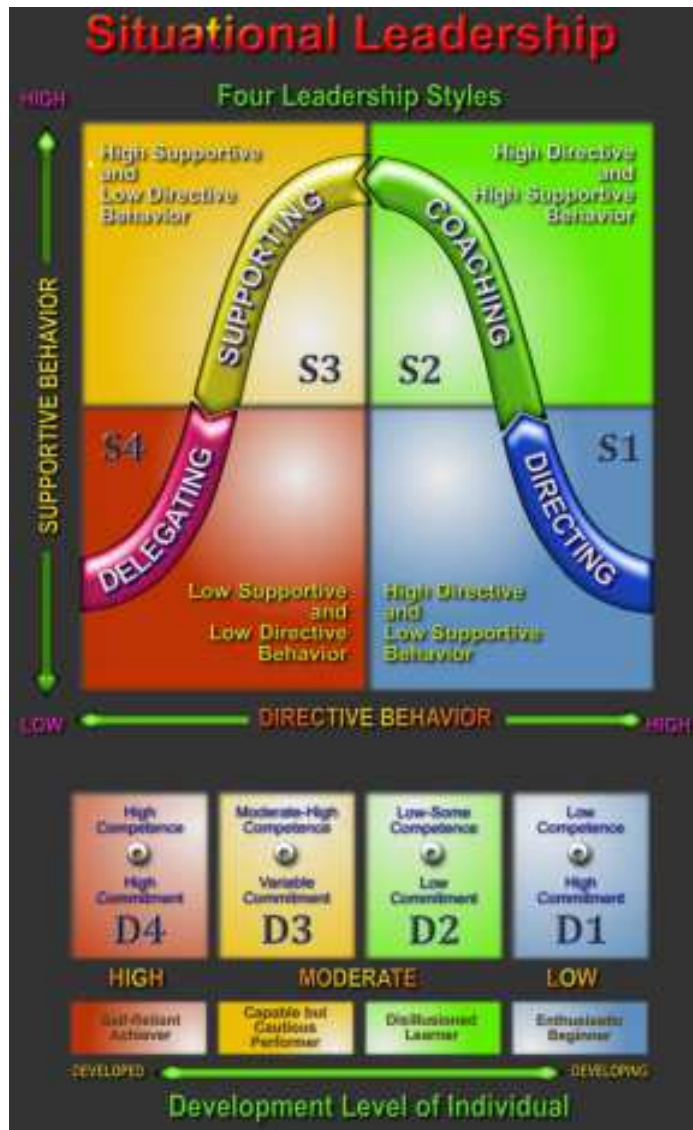 Situational Leadership
HIGH
Four Leadership Styles
High Supportive
and
Low Directive
Behavior
High Directive
and
High Supportive
Behavior
SUPPORTING
COACHING
S3
S2
SUPPORTIVE BEHAVIOR
S4
S1
DELEGATING
DIRECTING
Low Supportive
and
Low Directive
Behavior
High Directive
and
Low Supportive
Behavior
LOW
DIRECTIVE BEHAVIOR
HIGH
High
Competence
High
Commitment
D4
Moderate-High
Competence
Variable
Commitment
D3
Low-Some
Competence
Low
Commitment
D2
Low
Competence
High
Commitment
D1
HIGH
MODERATE
LOW
Self-Reliant
Achiever
Capable but
Cautious
Performer
Disillusioned
Learner
Enthusiastic
Beginner
DEVELOPED
DEVELOPING
Development Level of Individual